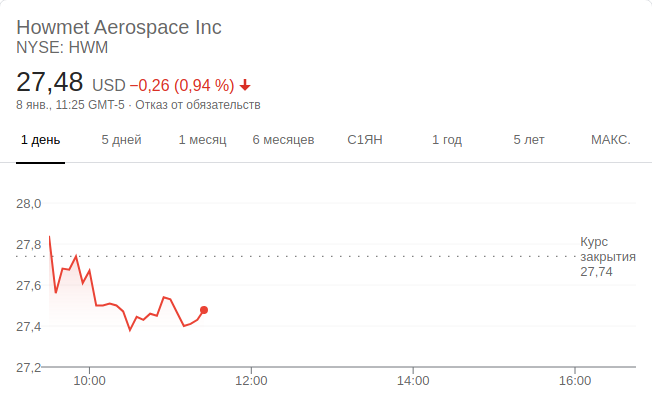 Howmet Aerospace Inc
NYSE: HWM
27,48 USD −0,26 (0,94 %)
8 янв., 11:25 GMT-5 · Отказ от обязательств
1 день 5 дней 1 месяц 6 месяцев С1ЯН 1 год 5 лет МАКС.
28,0
27,8
27,6
27,4
27,2
Курс
закрытия
27,74
10:00 12:00 14:00 16:00